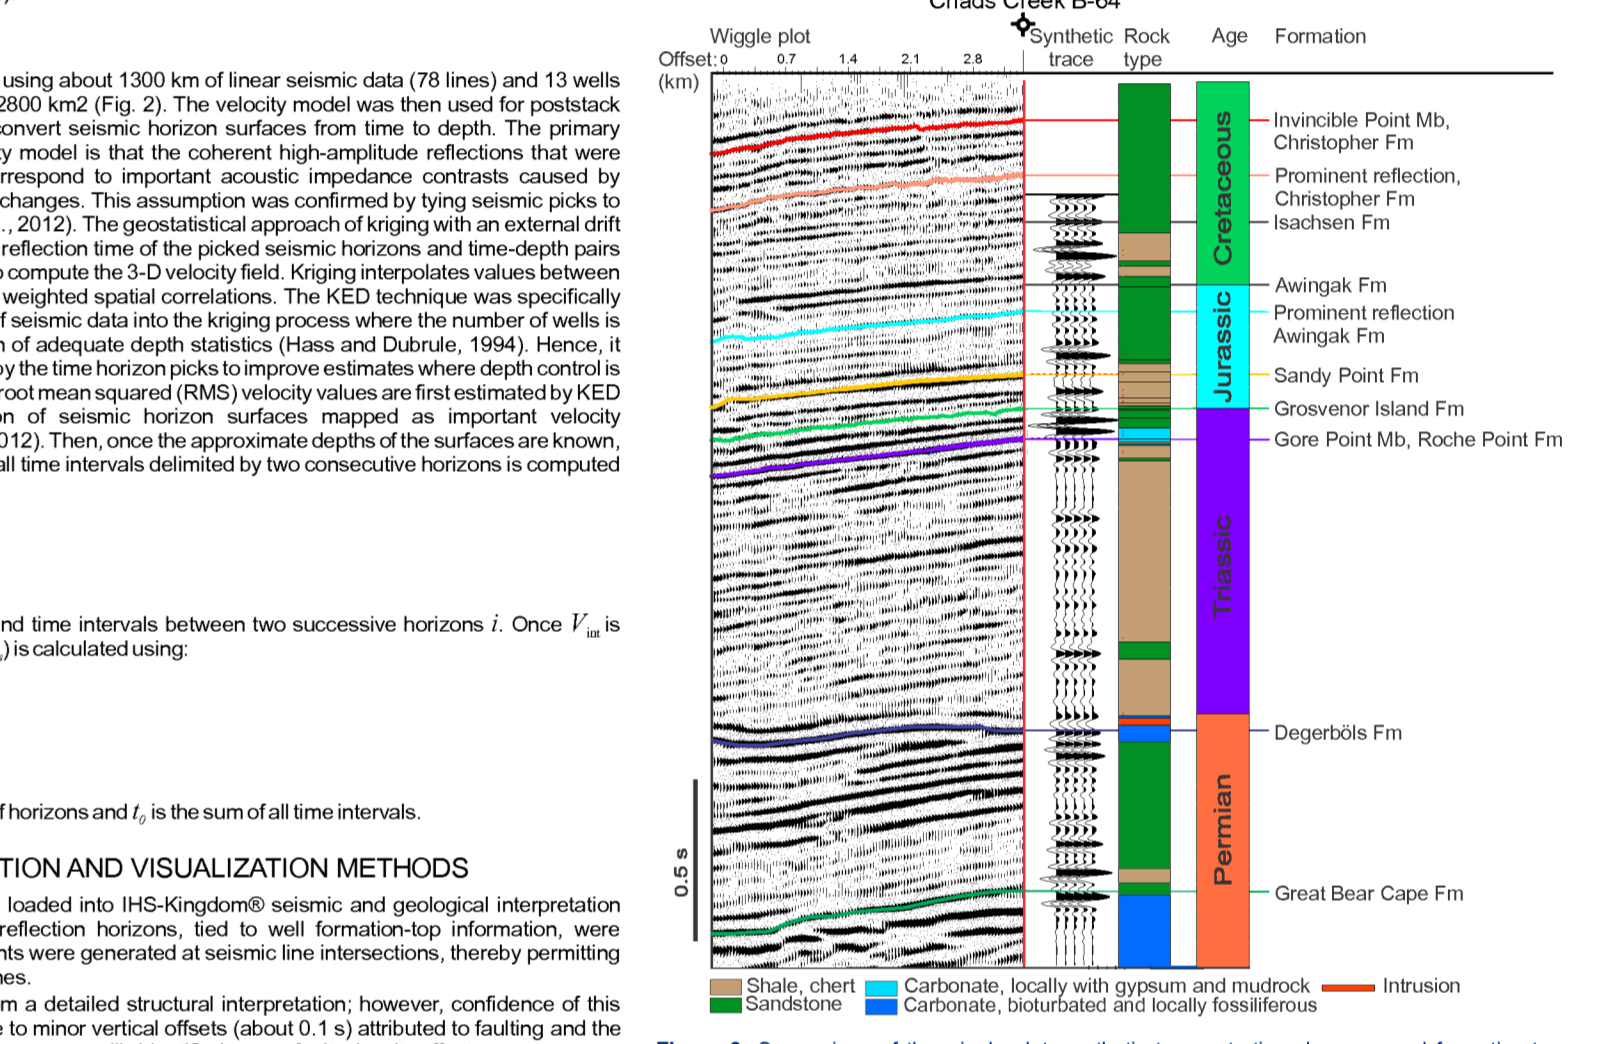 using about 1300 km of linear seismic data (78 lines) and 13 wells
2800 km2 (Fig. 2). The velocity model was then used for poststack
convert seismic horizon surfaces from time to depth. The primary
model is that the coherent high-amplitude reflections that were
correspond to important acoustic impedance contrasts caused by
changes. This assumption was confirmed by tying seismic picks to
., 2012). The geostatistical approach of kriging with an external drift
reflection time of the picked seismic horizons and time-depth pairs
compute the 3-D velocity field. Kriging interpolates values between
weighted spatial correlations. The KED technique was specifically
f seismic data into the kriging process where the number of wells is
of adequate depth statistics (Hass and Dubrule, 1994). Hence, it
by the time horizon picks to improve estimates where depth control is
root mean squared (RMS) velocity values are first estimated by KED
on of seismic horizon surfaces mapped as important velocity
012). Then, once the approximate depths of the surfaces are known,
all time intervals delimited by two consecutive horizons is computed
nd time intervals between two successive horizons i. Once Vint is
) is calculated using:
f horizons and t0 is the sum of all time intervals.
TION AND VISUALIZATION METHODS
loaded into IHS-Kingdom® seismic and geological interpretation
reflection horizons, tied to well formation-top information, were
nts were generated at seismic line intersections, thereby permitting
nes.
m a detailed structural interpretation; however, confidence of this
e to minor vertical offsets (about 0.1 s) attributed to faulting and the
Chads Creek B-64
Wiggle plot
Synthetic trace
Rock type
Age
Formation
Offset: 0 0.7 1.4 2.1 2.8
(km)
Invincible Point Mb,
Christopher Fm
Prominent reflection,
Christopher Fm
Isachsen Fm
Awingak Fm
Prominent reflection
Awingak Fm
Sandy Point Fm
Grosvenor Island Fm
Gore Point Mb, Roche Point Fm
Degerböls Fm
Great Bear Cape Fm
Cretaceous
Jurassic
Triassic
Permian
0.5 s
Shale, chert
Carbonate, locally with gypsum and mudrock
Intrusion
Sandstone
Carbonate, bioturbated and locally fossiliferous